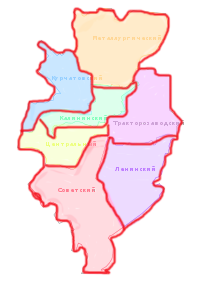 Металлургический
Курчатовский
Калининский
Тракторозаводский
Центральный
Ленинский
Советский